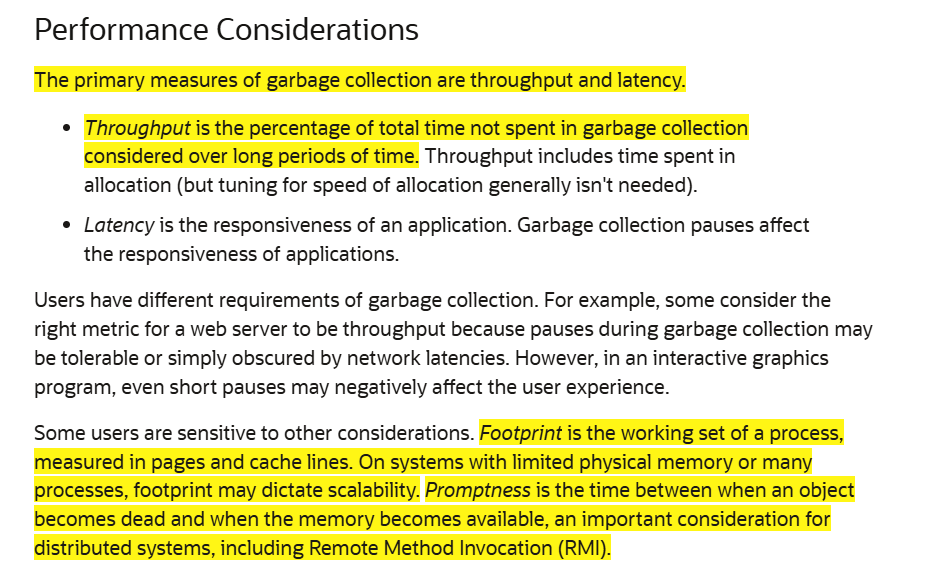 Performance Considerations
The primary measures of garbage collection are throughput and latency.
• Throughput is the percentage of total time not spent in garbage collection
considered over long periods of time. Throughput includes time spent in
allocation (but tuning for speed of allocation generally isn't needed).
• Latency is the responsiveness of an application. Garbage collection pauses affect
the responsiveness of applications.
Users have different requirements of garbage collection. For example, some consider the
right metric for a web server to be throughput because pauses during garbage collection may
be tolerable or simply obscured by network latencies. However, in an interactive graphics
program, even short pauses may negatively affect the user experience.
Some users are sensitive to other considerations. Footprint is the working set of a process,
measured in pages and cache lines. On systems with limited physical memory or many
processes, footprint may dictate scalability. Promptness is the time between when an object
becomes dead and when the memory becomes available, an important consideration for
distributed systems, including Remote Method Invocation (RMI).